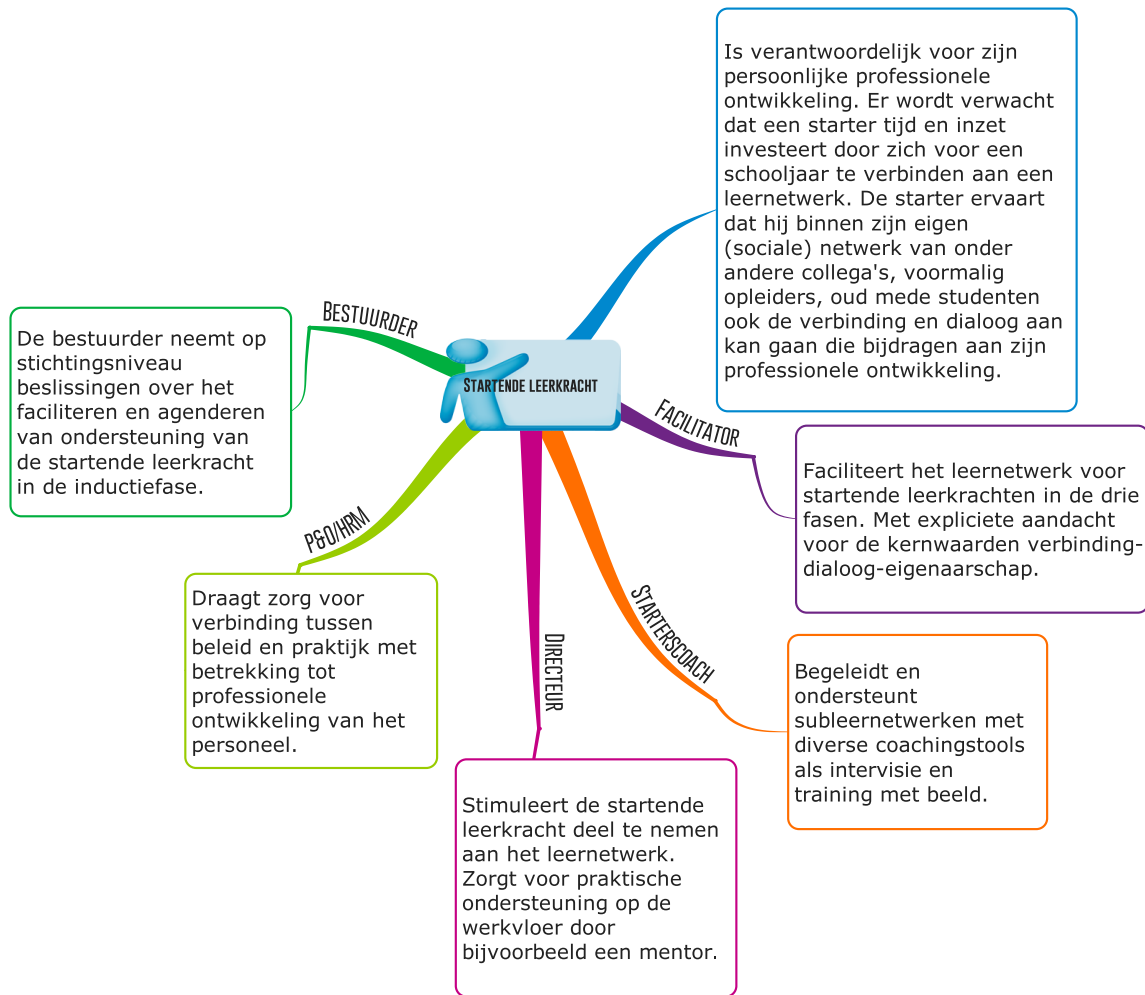 STARTENDE LEERKRACHT
Is verantwoordelijk voor zijn
persoonlijke professionele
ontwikkeling. Er wordt verwacht
dat een starter tijd en inzet
investeert door zich voor een
schooljaar te verbinden aan een
leernetwerk. De starter ervaart
dat hij binnen zijn eigen
(sociale) netwerk van onder
andere collega's, voormalig
opleiders, oud mede studenten
ook de verbinding en dialoog aan
kan gaan die bijdragen aan zijn
professionele ontwikkeling.
FACILITATOR
Faciliteert het leernetwerk voor
startende leerkrachten in de drie
fasen. Met expliciete aandacht
voor de kernwaarden verbinding-
dialoog-eigenaarschap.
STARTERSCOACH
Begeleidt en
ondersteunt
subleernetwerken met
diverse coachingstools
als intervisie en
training met beeld.
DIRECTEUR
Stimuleert de startende
leerkracht deel te nemen
aan het leernetwerk.
Zorgt voor praktische
ondersteuning op de
werkvloer door
bijvoorbeeld een mentor.
P&O/HRM
Draagt zorg voor
verbinding tussen
beleid en praktijk met
betrekking tot
professionele
ontwikkeling van het
personeel.
BESTUURDER
De bestuurder neemt op
stichtingsniveau
beslissingen over het
faciliteren en agenderen
van ondersteuning van
de startende leerkracht
in de inductiefase.